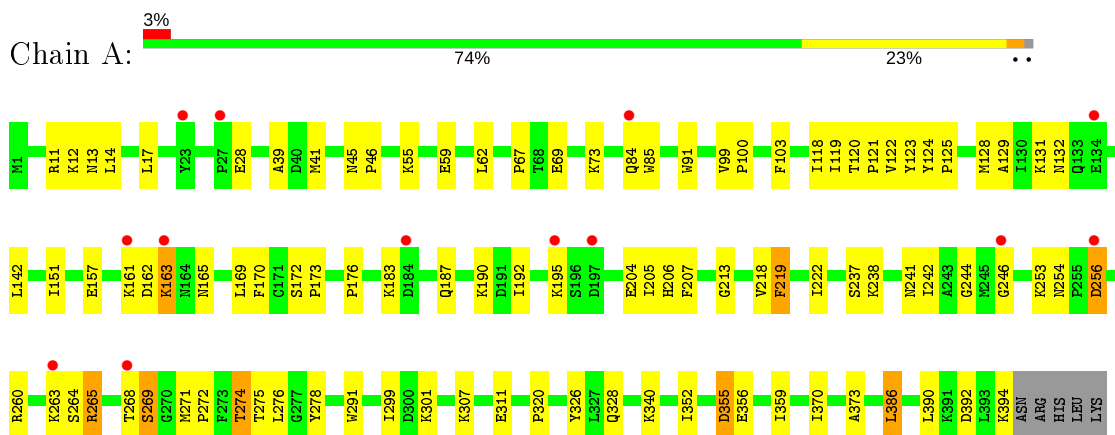 3%
Chain A:
74% 23% • •
M1 R11 K12 N13 L14 L17 Y23 P27 E28 A39 D40 M41 N45 P46 K55 E59 L62 P67 T68 E69 K73 Q84 W85 W91 V99 P100 F103 I118 I119 T120 P121 V122 Y123 Y124 P125 M128 A129 I130 K131 N132 Q133 E134
L142 I151 E157 K161 D162 K163 N164 N165 L169 F170 C171 S172 P173 P176 K183 D184 Q187 K190 D191 I192 K195 S196 D197 E204 I205 H206 F207 G213 V218 F219 I222 S237 K238 N241 I242 A243 G244 M245 G246 K253 N254 P255 D256
R260 K263 S264 R265 T268 S269 G270 M271 P272 F273 T274 T275 L276 G277 Y278 W291 I299 D300 K301 K307 E311 P320 Y326 L327 Q328 K340 I352 D355 E356 I359 I370 A373 L386 L390 K391 D392 L393 K394 ASN ARG HIS LEU LYS